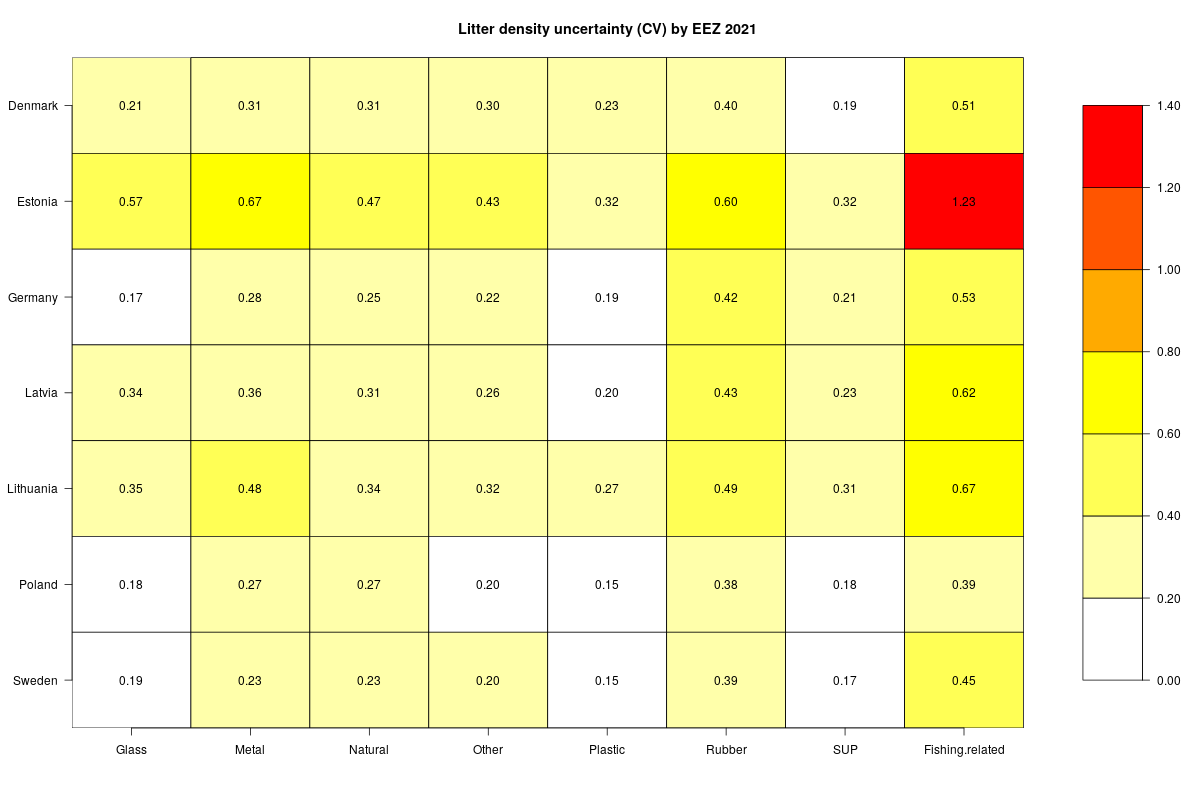 Litter density uncertainty (CV) by EEZ 2021
Denmark 0.21 0.31 0.31 0.30 0.23 0.40 0.19 0.51
Estonia 0.57 0.67 0.47 0.43 0.32 0.60 0.32 1.23
Germany 0.17 0.28 0.25 0.22 0.19 0.42 0.21 0.53
Latvia 0.34 0.36 0.31 0.26 0.20 0.43 0.23 0.62
Lithuania 0.35 0.48 0.34 0.32 0.27 0.49 0.31 0.67
Poland 0.18 0.27 0.27 0.20 0.15 0.38 0.18 0.39
Sweden 0.19 0.23 0.23 0.20 0.15 0.39 0.17 0.45
Glass Metal Natural Other Plastic Rubber SUP Fishing.related
1.40
1.20
1.00
0.80
0.60
0.40
0.20
0.00